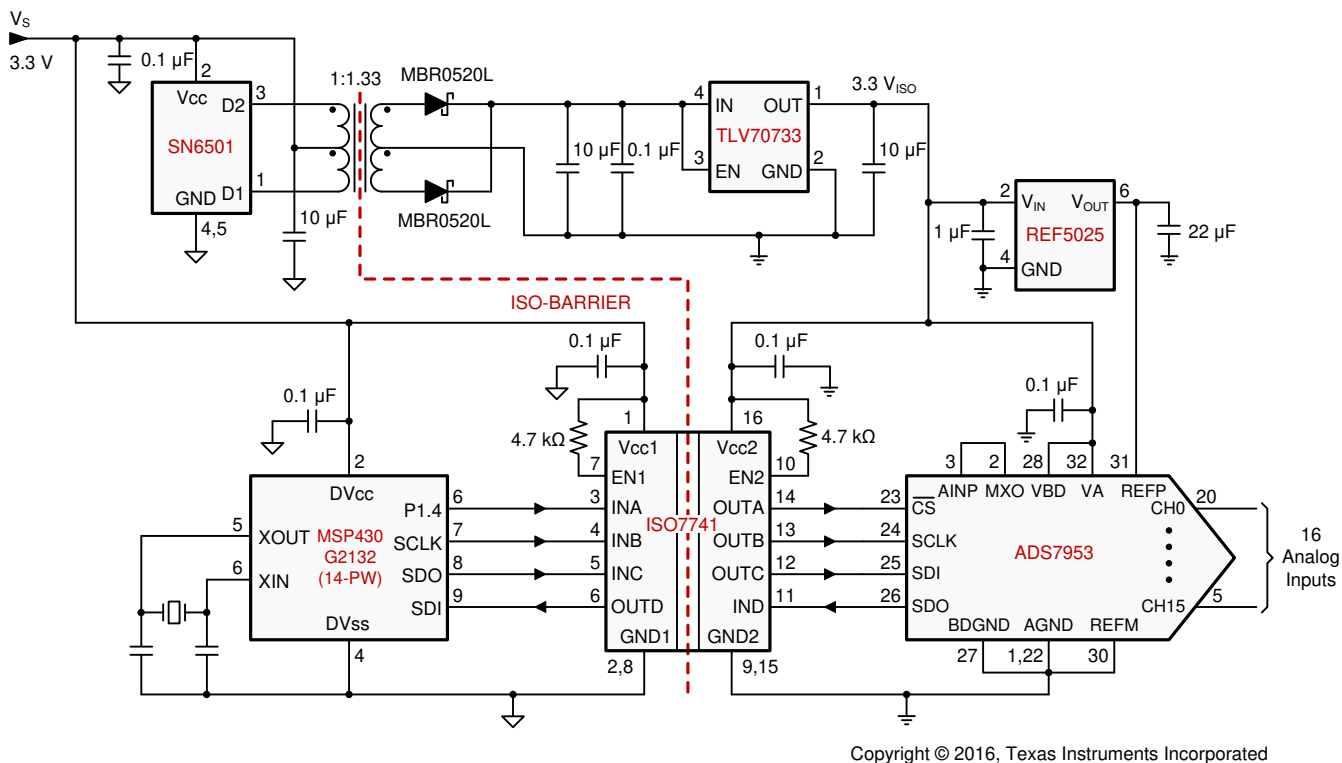 VS
3.3 V
0.1 µF
2
Vcc
D2
3
SN6501
D1
1
GND
4,5
10 µF
1:1.33
MBR0520L
MBR0520L
10 µF
0.1 µF
4
IN
OUT
1
TLV70733
3
EN
GND
2
3.3 VISO
10 µF
2
VIN
VOUT
6
REF5025
1 µF
4
GND
22 µF
ISO-BARRIER
0.1 µF
0.1 µF
0.1 µF
0.1 µF
4.7 kΩ
1
16
4.7 kΩ
Vcc1
Vcc2
7
EN1
EN2
10
3
INA
OUTA
14
4
INB
OUTB
13
5
INC
OUTC
12
6
OUTD
IND
11
ISO7741
GND1
GND2
2,8
9,15
2
DVcc
5
XOUT
6
XIN
MSP430
G2132
(14-PW)
P1.4
6
SCLK
7
SDO
8
SDI
9
DVss
4
3
2
28
32
31
AINP
MXO
VBD
VA
REFP
23
CS
24
SCLK
25
SDI
26
SDO
ADS7953
CH0
20
CH15
5
BDGND
AGND
REFM
27
1,22
30
16
Analog
Inputs
Copyright © 2016, Texas Instruments Incorporated